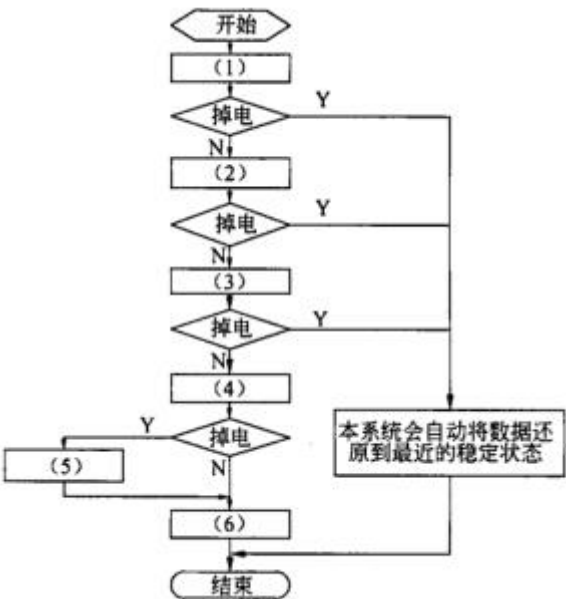 开始
(1)
掉电
Y
N
(2)
掉电
Y
N
(3)
掉电
Y
N
(4)
掉电
Y
N
(5)
本系统会自动将数据还
原到最近的稳定状态
(6)
结束